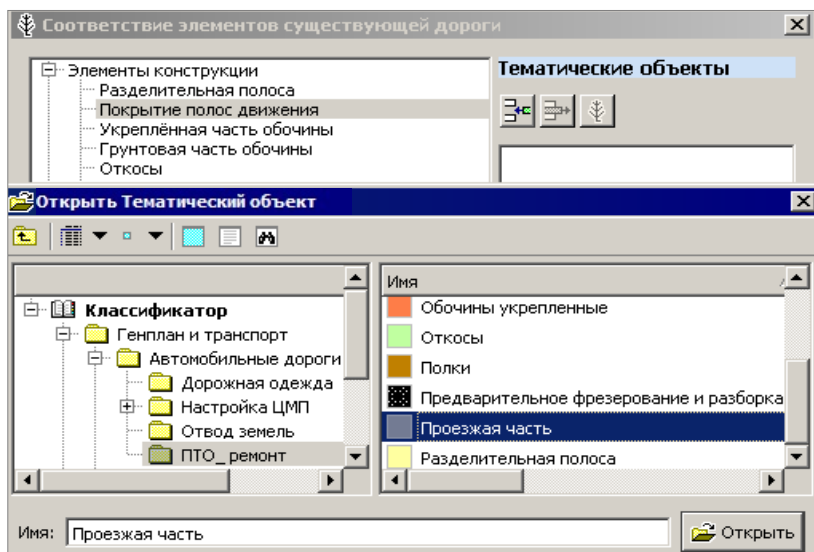 Соответствие элементов существующей дороги
Элементы конструкции
Разделительная полоса
Покрытие полос движения
Укреплённая часть обочины
Грунтовая часть обочины
Откосы
Тематические объекты
Открыть Тематический объект
Классификатор
Генплан и транспорт
Автомобильные дороги
Дорожная одежда
Настройка ЦМП
Отвод земель
ПТО_ ремонт
Имя
Обочины укрепленные
Откосы
Полки
Предварительное фрезерование и разборка
Проезжая часть
Разделительная полоса
Имя: Проезжая часть
Открыть